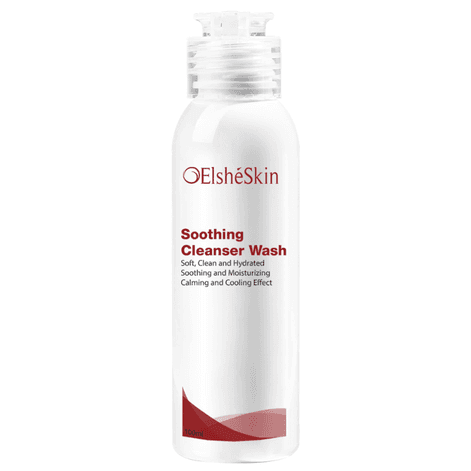 ElshéSkin
Soothing
Cleanser Wash
Soft, Clean and Hydrated
Soothing and Moisturizing
Calming and Cooling Effect